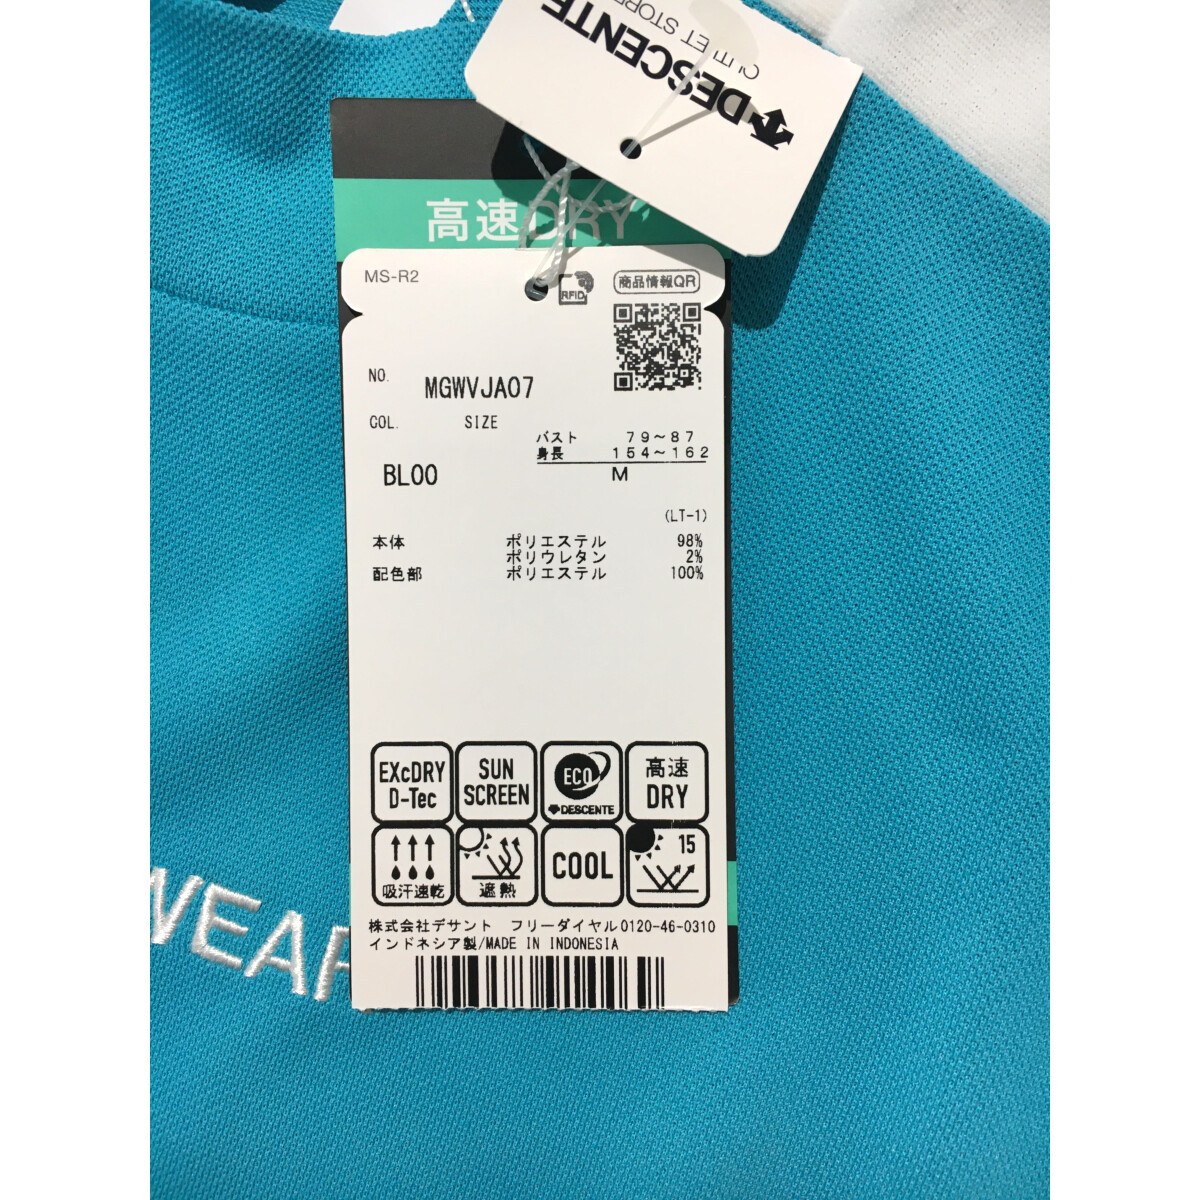 DESCENTE
OUTLET STORE
高速DRY
MS-R2
RFID
商品情報QR
NO. MGWVJA07
COL. SIZE
バスト 79~87
身長 154~162
BL00 M
(LT-1)
本体 ポリエステル 98%
ポリウレタン 2%
配色部 ポリエステル 100%
EXcDRY D-Tec
SUN SCREEN
ECO DESCENTE
高速 DRY
吸汗速乾
遮熱
COOL
15
株式会社デサント フリーダイヤル0120-46-0310
インドネシア製/MADE IN INDONESIA
WEAR